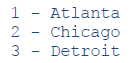 1 - Atlanta
2 - Chicago
3 - Detroit